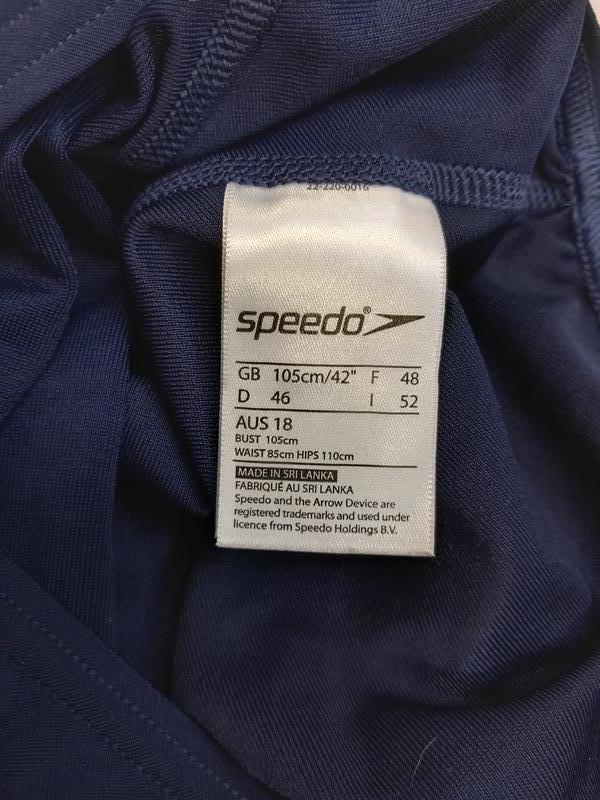 22-220-0016
speedo®
GB 105cm/42" F 48
D 46 I 52
AUS 18
BUST 105cm
WAIST 85cm HIPS 110cm
MADE IN SRI LANKA
FABRIQUÉ AU SRI LANKA
Speedo and the Arrow Device are
registered trademarks and used under
licence from Speedo Holdings B.V.